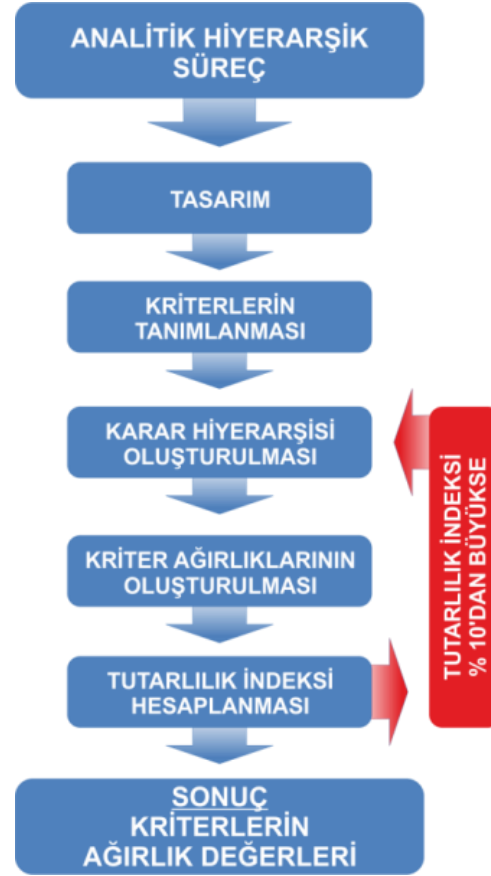 ANALİTİK HİYERARŞİK
SÜREÇ
TASARIM
KRİTERLERİN
TANIMLANMASI
KARAR HİYERARŞİSİ
OLUŞTURULMASI
KRİTER AĞIRLIKLARININ
OLUŞTURULMASI
TUTARLILIK İNDEKSİ
HESAPLANMASI
TUTARLILIK İNDEKSİ
% 10'DAN BÜYÜKSE
SONUÇ
KRİTERLERİN
AĞIRLIK DEĞERLERİ